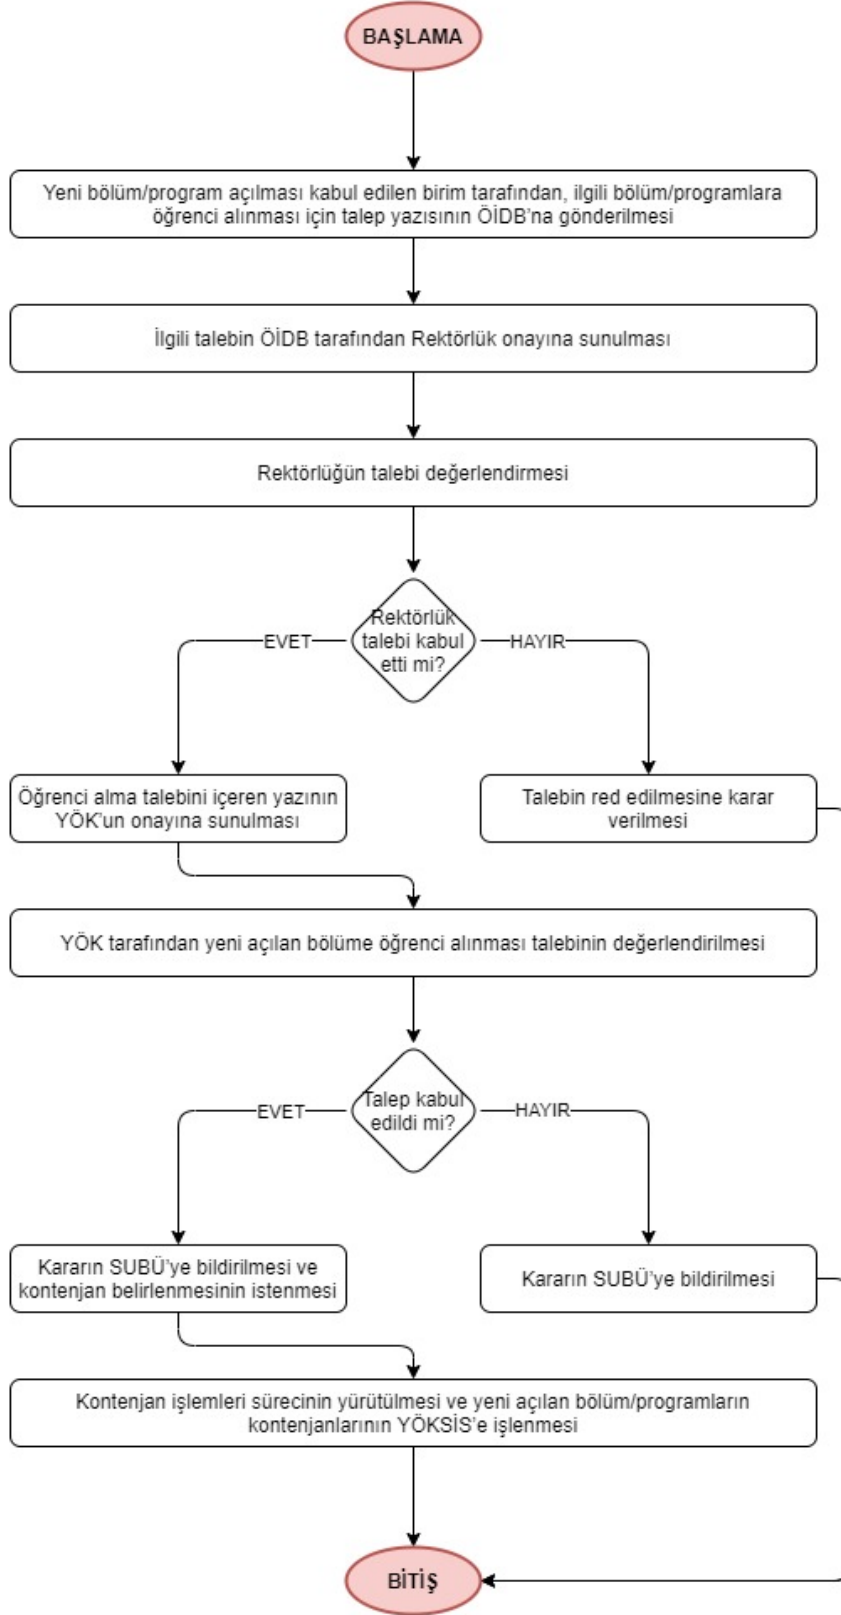 BAŞLAMA
Yeni bölüm/program açılması kabul edilen birim tarafından, ilgili bölüm/programlara
öğrenci alınması için talep yazısının ÖİDB'na gönderilmesi
İlgili talebin ÖİDB tarafından Rektörlük onayına sunulması
Rektörlüğün talebi değerlendirmesi
Rektörlük
talebi kabul
etti mi?
EVET
HAYIR
Öğrenci alma talebini içeren yazının
YÖK'un onayına sunulması
Talebin red edilmesine karar
verilmesi
YÖK tarafından yeni açılan bölüme öğrenci alınması talebinin değerlendirilmesi
Talep kabul
edildi mi?
EVET
HAYIR
Kararın SUBÜ'ye bildirilmesi ve
kontenjan belirlenmesinin istenmesi
Kararın SUBÜ'ye bildirilmesi
Kontenjan işlemleri sürecinin yürütülmesi ve yeni açılan bölüm/programların
kontenjanlarının YÖKSİS'e işlenmesi
BİTİŞ